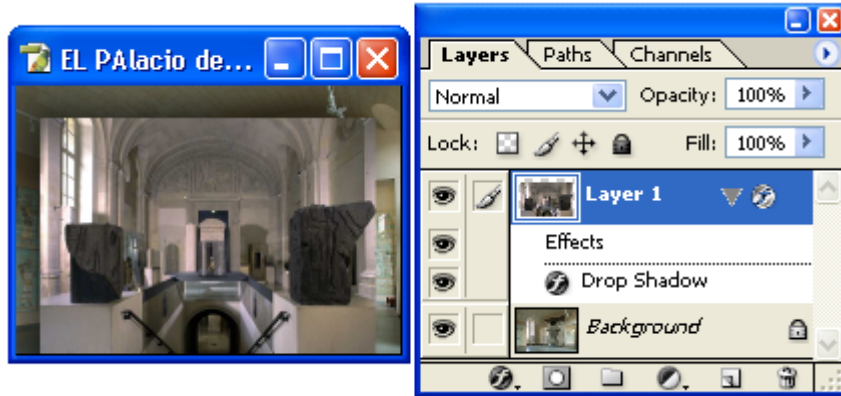 EL PAlacio de...
Layers Paths Channels
Normal Opacity: 100%
Lock: Fill: 100%
Layer 1
Effects
Drop Shadow
Background